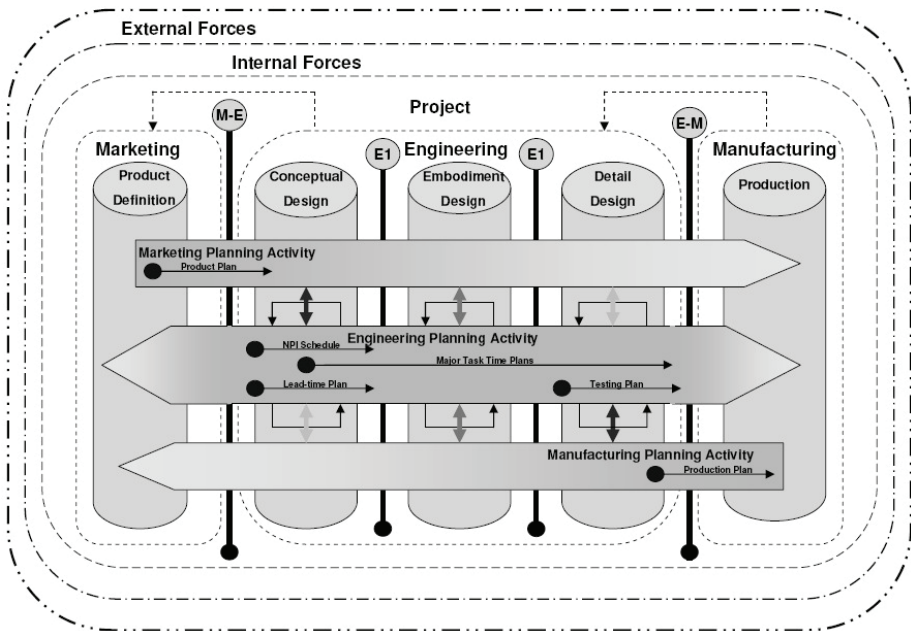 External Forces
Internal Forces
Project
M-E
E-M
E1
E1
Marketing
Engineering
Manufacturing
Product
Definition
Conceptual
Design
Embodiment
Design
Detail
Design
Production
Marketing Planning Activity
Product Plan
Engineering Planning Activity
NPI Schedule
Major Task Time Plans
Lead-time Plan
Testing Plan
Manufacturing Planning Activity
Production Plan